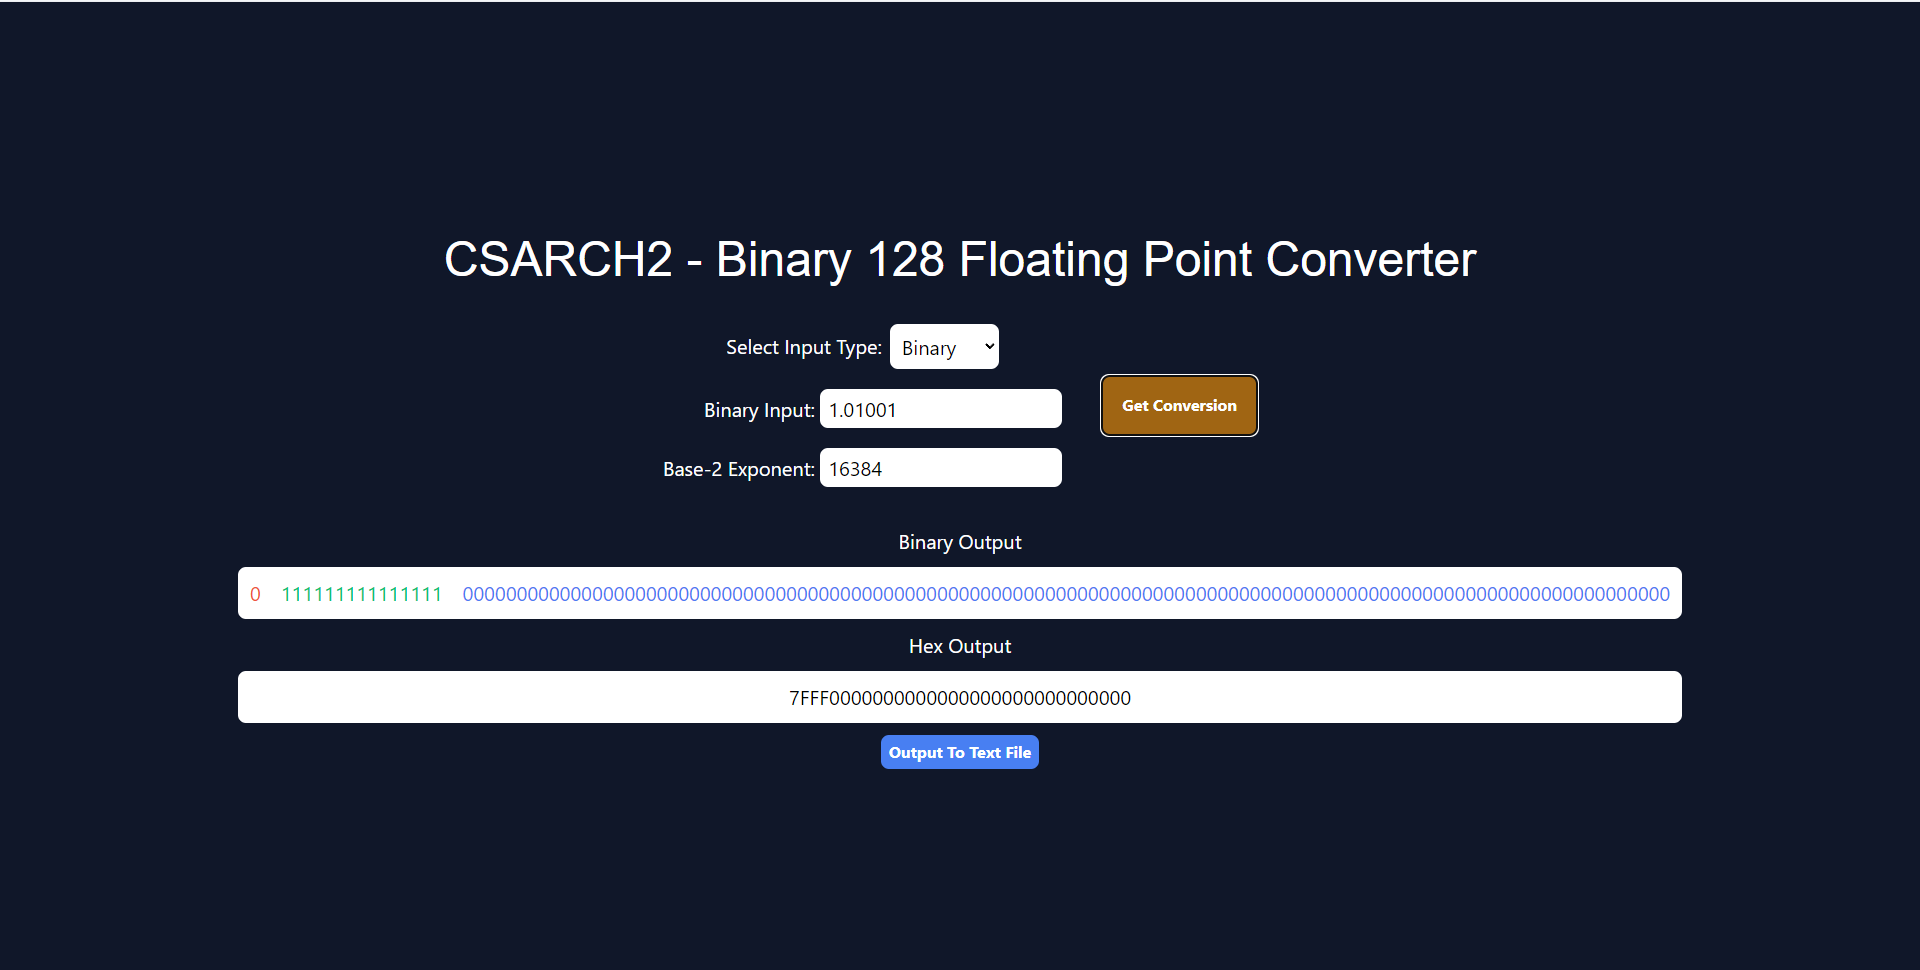 CSARCH2 - Binary 128 Floating Point Converter
Select Input Type: Binary
Binary Input: 1.01001
Get Conversion
Base-2 Exponent: 16384
Binary Output
0 111111111111111 0000000000000000000000000000000000000000000000000000000000000000000000000000000000000000000000000000000000000000
Hex Output
7FFF0000000000000000000000000000
Output To Text File